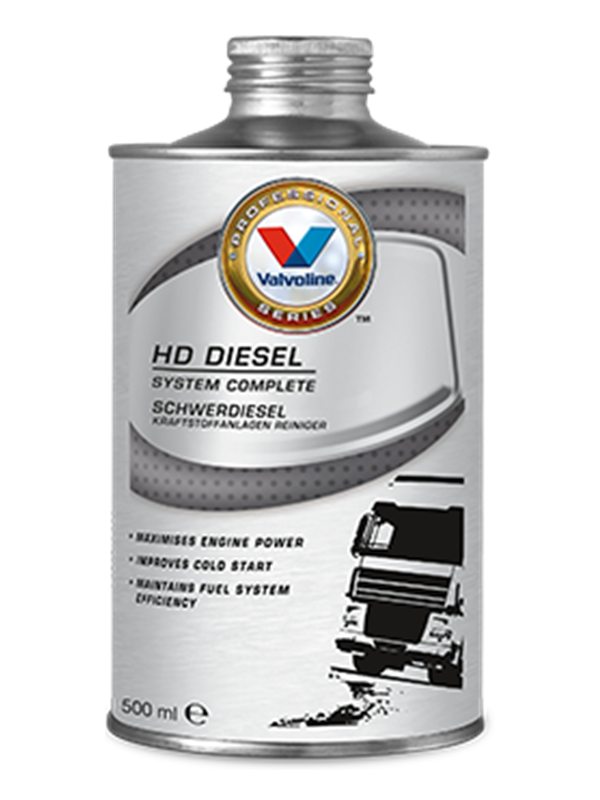 PROFESSIONAL
Valvoline
SERIES
TM
HD DIESEL
SYSTEM COMPLETE
SCHWERDIESEL
KRAFTSTOFFANLAGEN REINIGER
• MAXIMISES ENGINE POWER
• IMPROVES COLD START
• MAINTAINS FUEL SYSTEM
EFFICIENCY
500 ml ℮